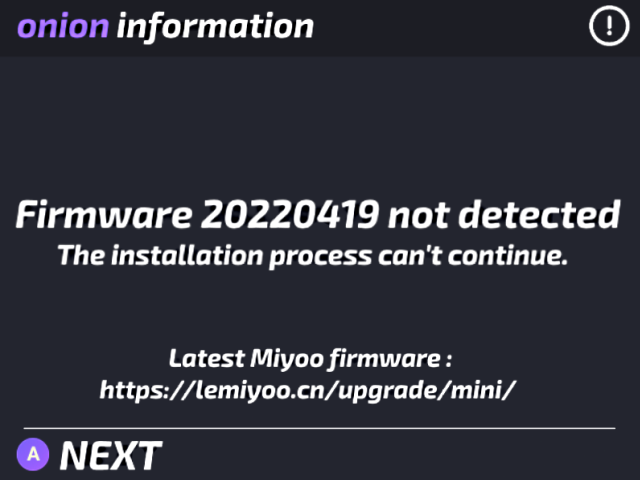 onion information
Firmware 20220419 not detected
The installation process can't continue.
Latest Miyoo firmware :
https://lemiyoo.cn/upgrade/mini/
A NEXT